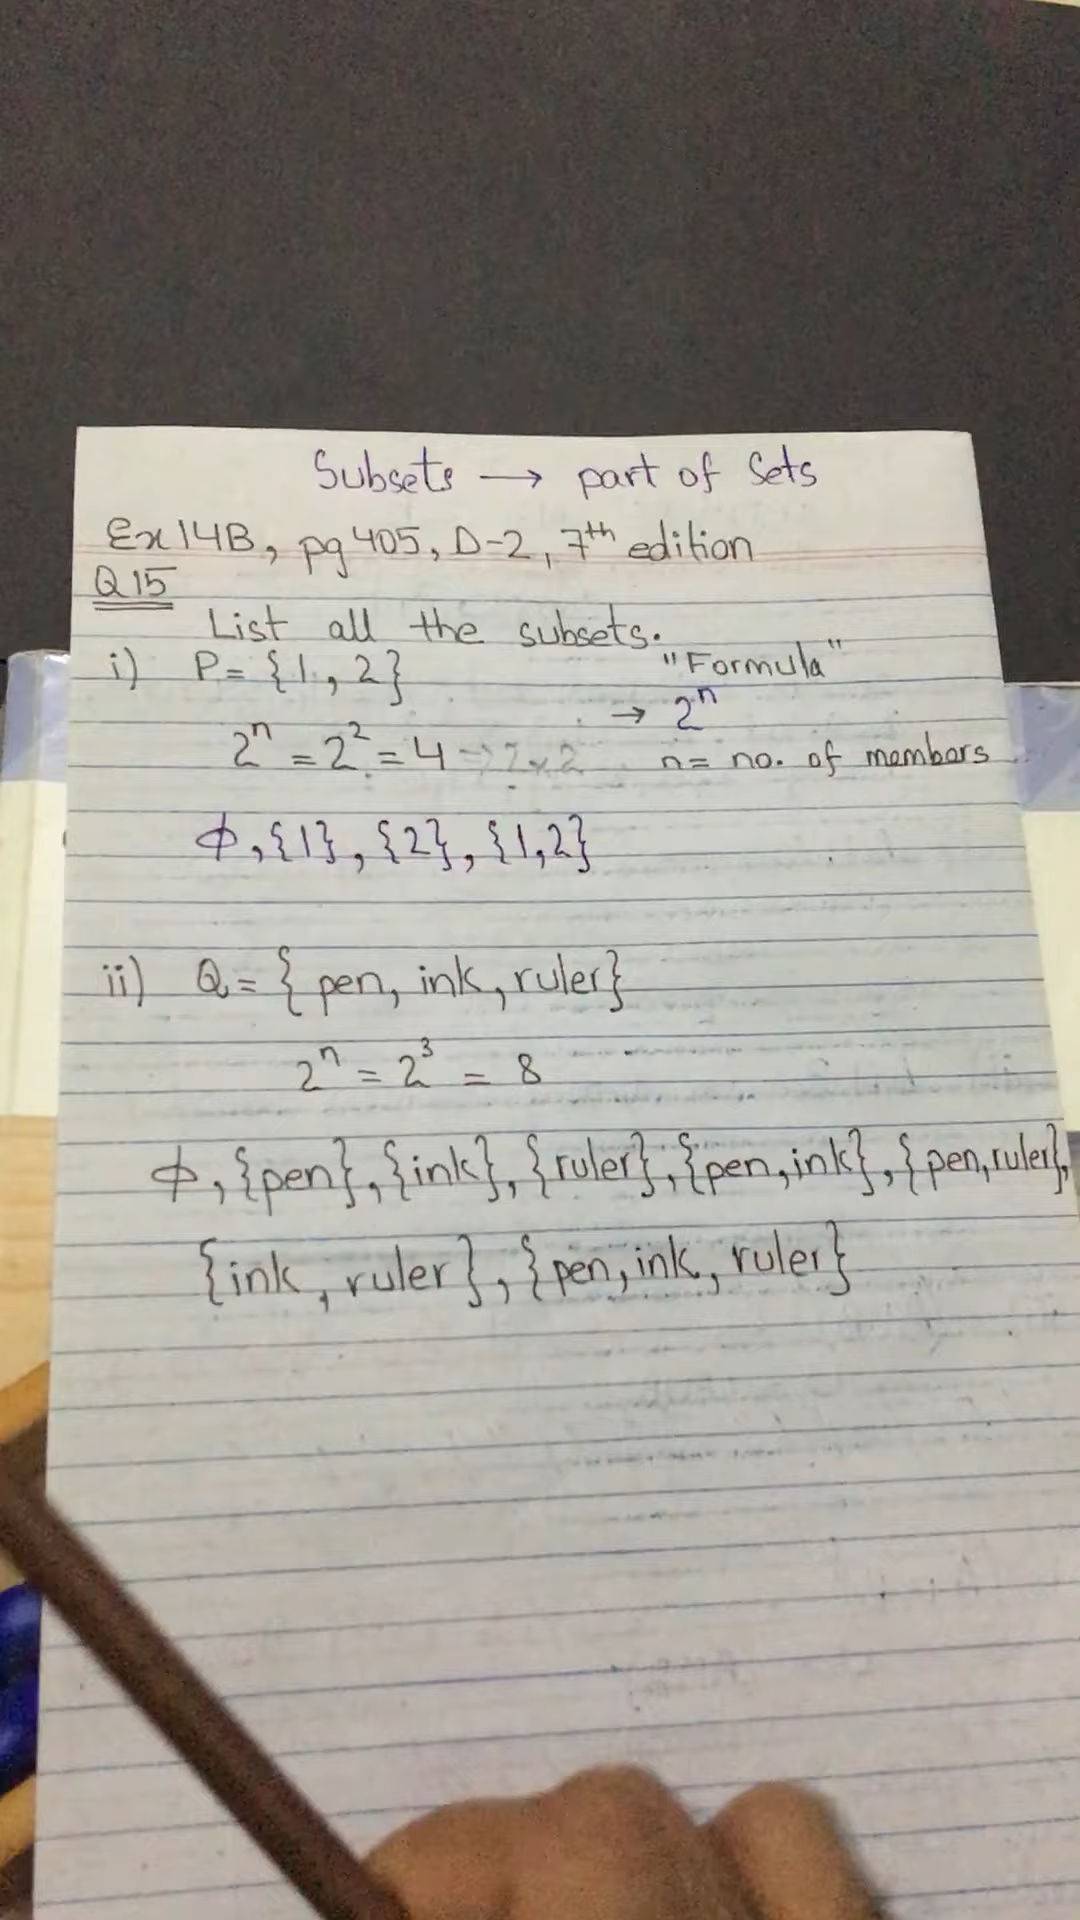 Subsets → part of Sets
Ex 14B, pg 405, D-2, 7th edition
Q15
List all the subsets.
i) P = {1, 2}
"Formula"
→ 2ⁿ
2ⁿ = 2² = 4 → 2×2
n = no. of members
ϕ, {1}, {2}, {1,2}
ii) Q = { pen, ink, ruler}
2ⁿ = 2³ = 8
ϕ, {pen}, {ink}, {ruler}, {pen, ink}, {pen, ruler},
{ink, ruler}, {pen, ink, ruler}